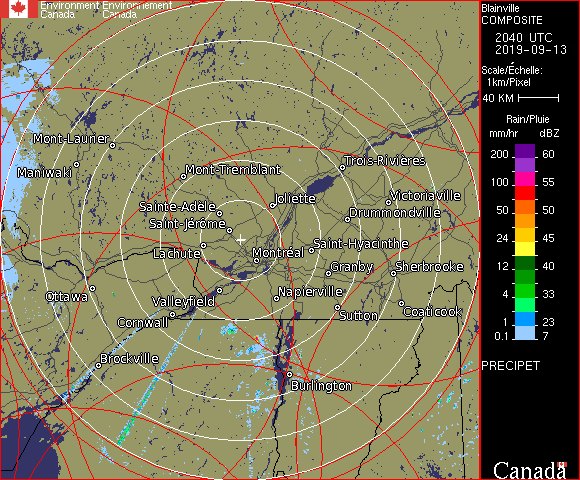 Environment Environnement
Canada Canada
Blainville
COMPOSITE
2040 UTC
2019-09-13
Scale/Échelle:
1km/Pixel
40 KM
Rain/Pluie
mm/hr dBZ
200 60
100 55
50 50
24 45
12 40
4 33
1 23
0.1 7
PRECIPET
Mont-Laurier
Maniwaki
Mont-Tremblant
Trois-Rivières
Joliette
Victoriaville
Sainte-Adèle
Drummondville
Saint-Jérôme
Lachute
Montréal
Saint-Hyacinthe
Granby
Sherbrooke
Ottawa
Valleyfield
Napierville
Cornwall
Sutton
Coaticook
Brockville
Burlington
Canada